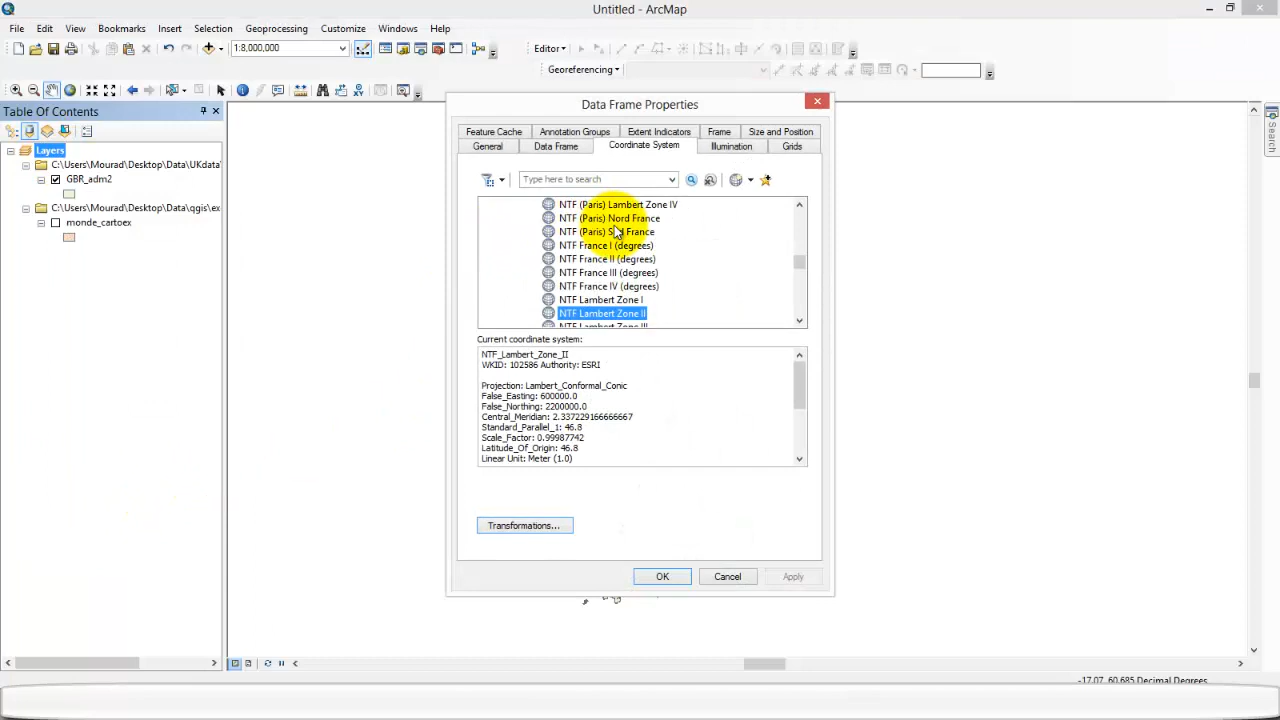 Untitled - ArcMap
File Edit View Bookmarks Insert Selection Geoprocessing Customize Windows Help
1:8,000,000
Editor
Georeferencing
Table Of Contents
Layers
C:\Users\Mourad\Desktop\Data\UKdata
GBR_adm2
C:\Users\Mourad\Desktop\Data\qgis\ex
monde_cartoex
Data Frame Properties
Feature Cache Annotation Groups Extent Indicators Frame Size and Position
General Data Frame Coordinate System Illumination Grids
Type here to search
NTF (Paris) Lambert Zone IV
NTF (Paris) Nord France
NTF (Paris) Sud France
NTF France I (degrees)
NTF France II (degrees)
NTF France III (degrees)
NTF France IV (degrees)
NTF Lambert Zone I
NTF Lambert Zone II
NTF Lambert Zone III
Current coordinate system:
NTF_Lambert_Zone_II
WKID: 102586 Authority: ESRI
Projection: Lambert_Conformal_Conic
False_Easting: 600000.0
False_Northing: 2200000.0
Central_Meridian: 2.337229166666667
Standard_Parallel_1: 46.8
Scale_Factor: 0.99987742
Latitude_Of_Origin: 46.8
Linear Unit: Meter (1.0)
Transformations...
OK Cancel Apply
Search
-17.07 60.685 Decimal Degrees